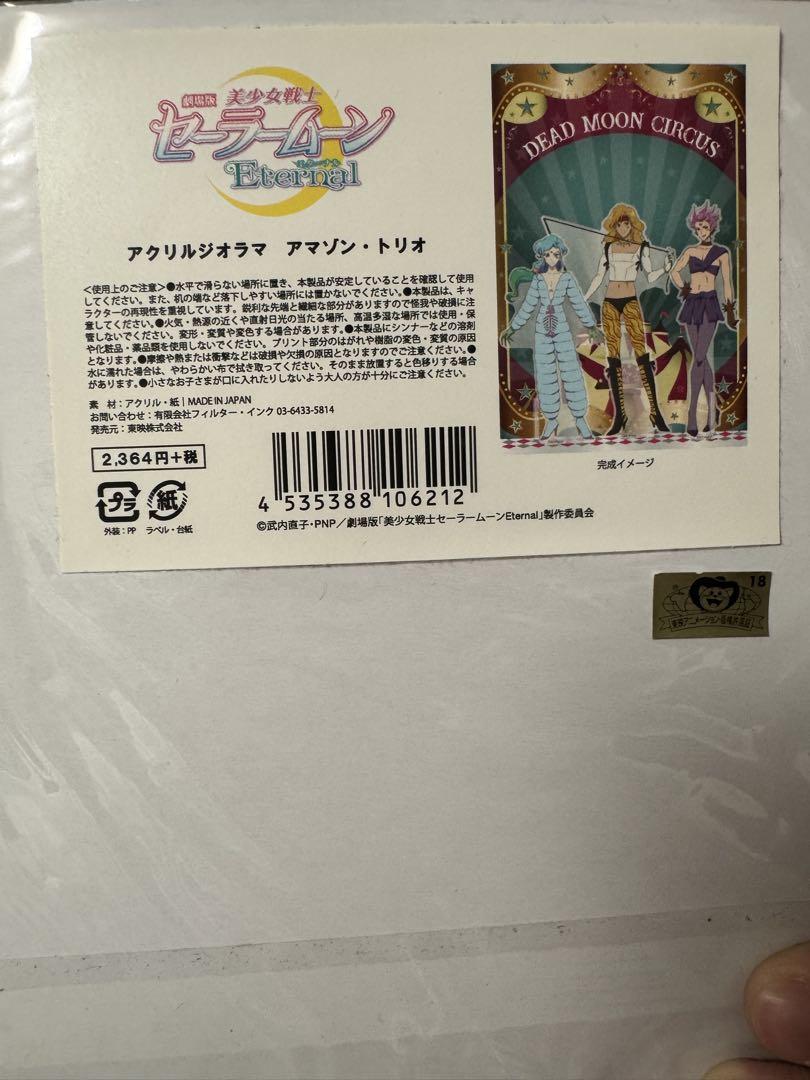 劇場版 美少女戦士
セーラームーン
エターナル
Eternal
アクリルジオラマ　アマゾン・トリオ
＜使用上のご注意＞●水平で滑らない場所に置き、本製品が安定していることを確認して使用
してください。また、机の端など落下しやすい場所には置かないでください。●本製品は、キャ
ラクターの再現性を重視しています。鋭利な先端と繊細な部分がありますので怪我や破損に注
意してください。●火気・熱源の近くや直射日光の当たる場所、高温多湿な場所では使用・保
管しないでください。変形・変質や変色する場合があります。●本製品にシンナーなどの溶剤
や化粧品・薬品類を使用しないでください。プリント部分のはがれや樹脂の変色・変質の原因
となります。●摩擦や熱または衝撃などは破損や欠損の原因となりますのでご注意ください。●
水に濡れた場合は、やわらかい布で拭き取ってください。そのまま放置すると色移りする場合
があります。●小さなお子さまが口に入れたりしないよう大人の方が十分にご注意ください。
素　材：アクリル・紙 | MADE IN JAPAN
お問い合わせ：有限会社フィルター・インク 03-6433-5814
発売元：東映株式会社
2,364円＋税
プラ
紙
外装：PP
ラベル・台紙
4 535388 106212
©武内直子・PNP／劇場版「美少女戦士セーラームーンEternal」製作委員会
DEAD MOON CIRCUS
完成イメージ
18
東映アニメーション版権許諾証